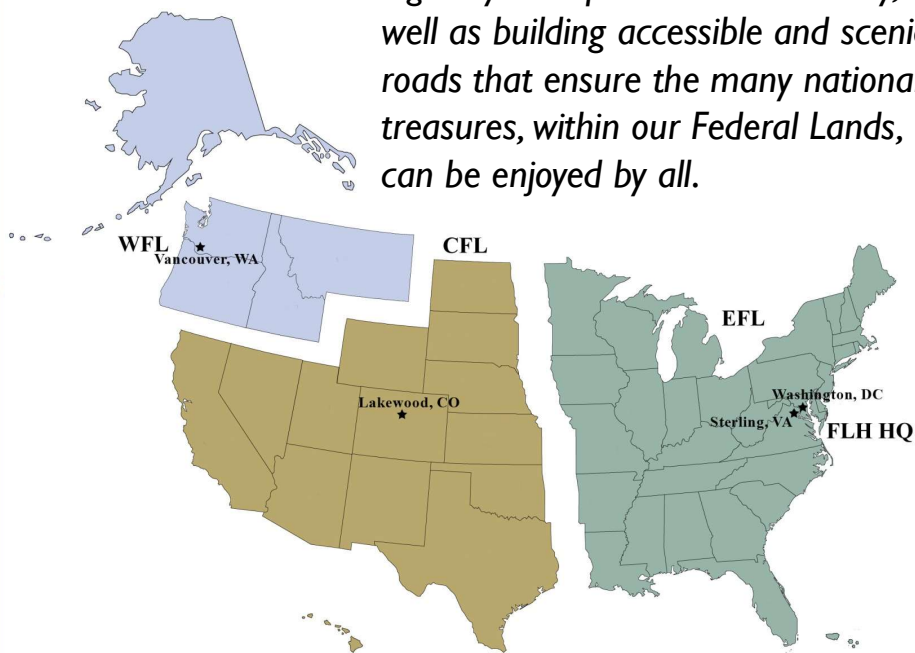 well as building accessible and scenic
roads that ensure the many national
treasures, within our Federal Lands,
can be enjoyed by all.
WFL
Vancouver, WA
CFL
EFL
Lakewood, CO
Washington, DC
Sterling, VA
FLH HQ